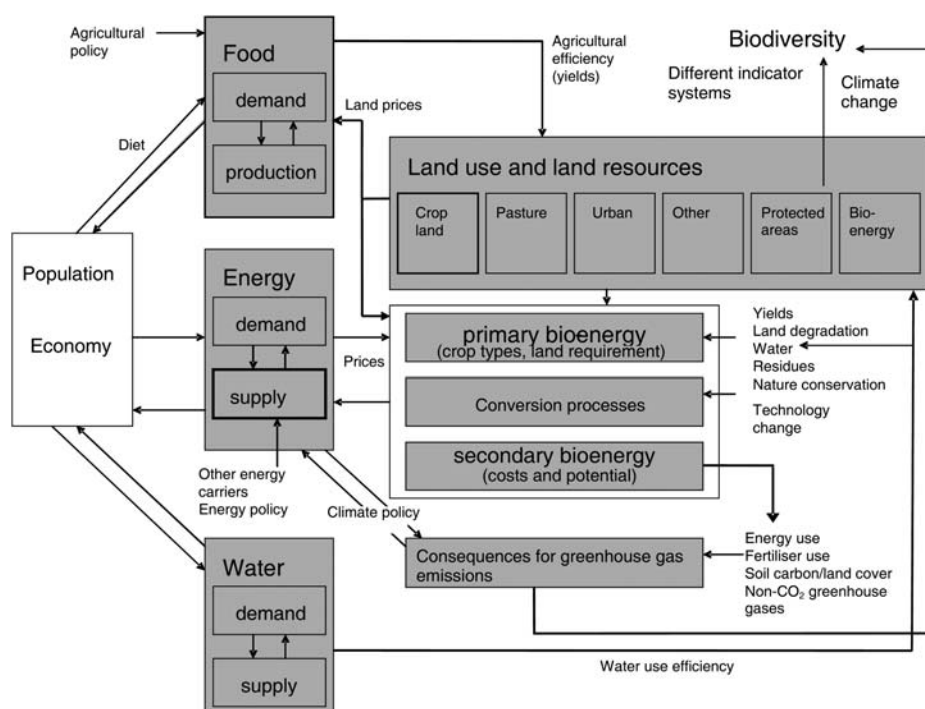 Agricultural
policy
Food
demand
production
Diet
Land prices
Agricultural
efficiency
(yields)
Biodiversity
Different indicator
systems
Climate
change
Land use and land resources
Crop
land
Pasture
Urban
Other
Protected
areas
Bio-
energy
Population
Economy
Energy
demand
supply
Prices
Other energy
carriers
Energy policy
primary bioenergy
(crop types, land requirement)
Conversion processes
secondary bioenergy
(costs and potential)
Yields
Land degradation
Water
Residues
Nature conservation
Technology
change
Climate policy
Consequences for greenhouse gas
emissions
Energy use
Fertiliser use
Soil carbon/land cover
Non-CO₂ greenhouse
gases
Water
demand
supply
Water use efficiency